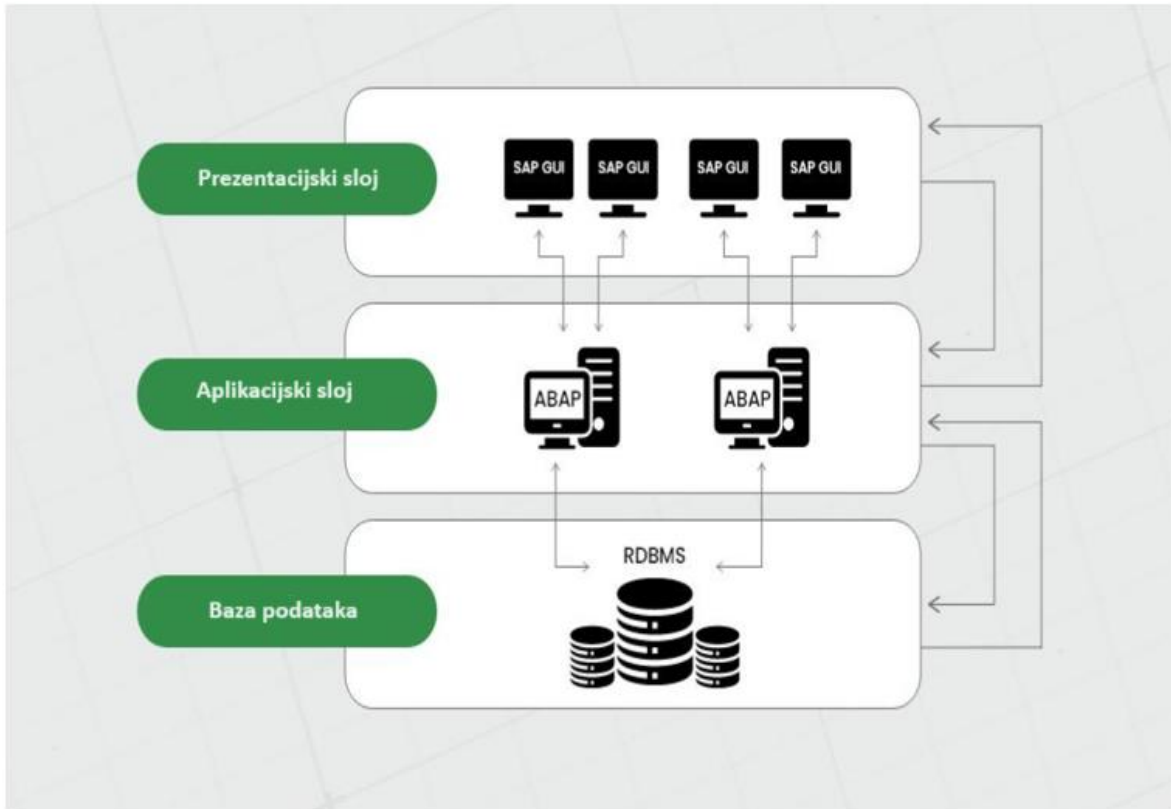 Prezentacijski sloj
SAP GUI SAP GUI SAP GUI SAP GUI
Aplikacijski sloj
ABAP ABAP
RDBMS
Baza podataka